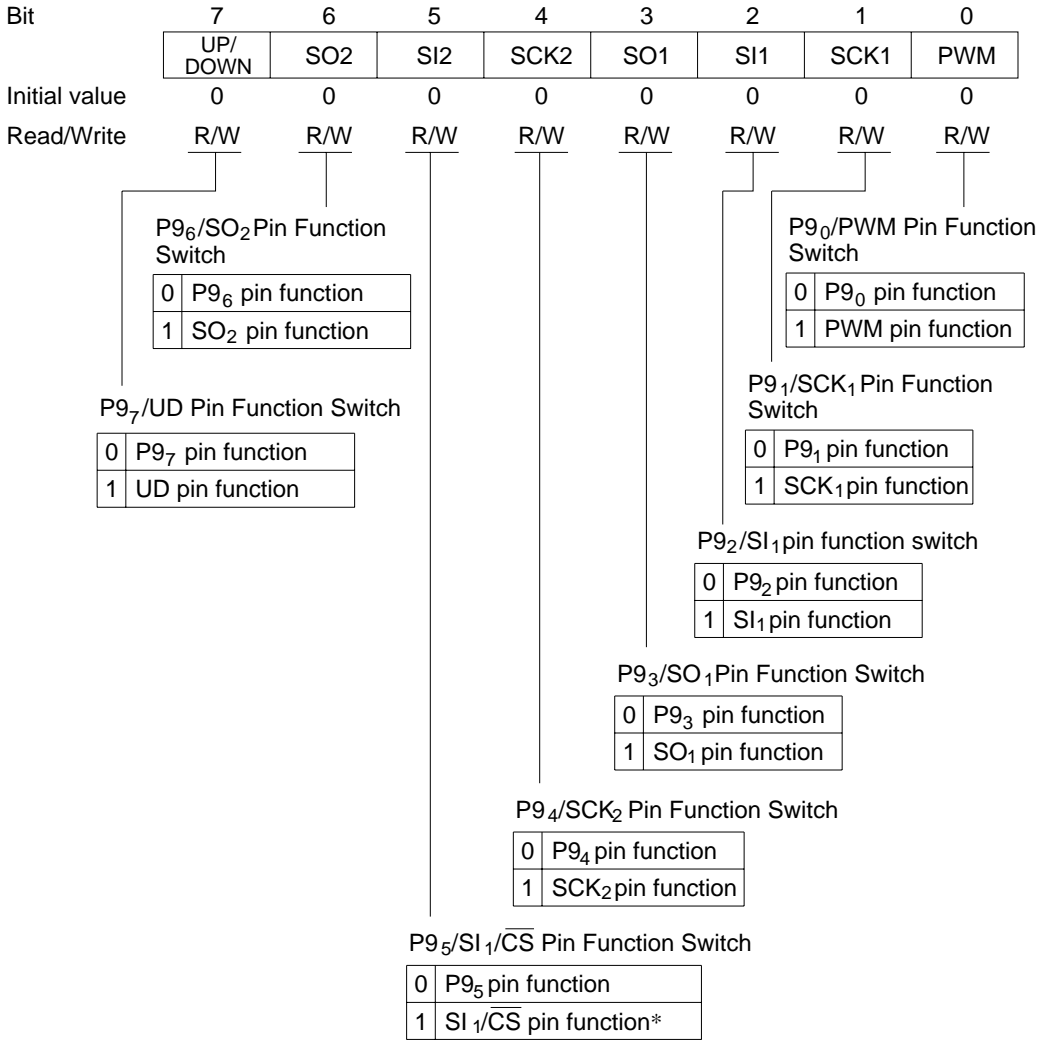 Bit 7 6 5 4 3 2 1 0
UP/DOWN SO2 SI2 SCK2 SO1 SI1 SCK1 PWM
Initial value 0 0 0 0 0 0 0 0
Read/Write R/W R/W R/W R/W R/W R/W R/W R/W
P9₆/SO₂ Pin Function
Switch
0 P9₆ pin function
1 SO₂ pin function
P9₀/PWM Pin Function
Switch
0 P9₀ pin function
1 PWM pin function
P9₇/UD Pin Function Switch
0 P9₇ pin function
1 UD pin function
P9₁/SCK₁ Pin Function
Switch
0 P9₁ pin function
1 SCK₁ pin function
P9₂/SI₁ pin function switch
0 P9₂ pin function
1 SI₁ pin function
P9₃/SO₁ Pin Function Switch
0 P9₃ pin function
1 SO₁ pin function
P9₄/SCK₂ Pin Function Switch
0 P9₄ pin function
1 SCK₂ pin function
P9₅/SI₁/C̅S̅ Pin Function Switch
0 P9₅ pin function
1 SI₁/C̅S̅ pin function*